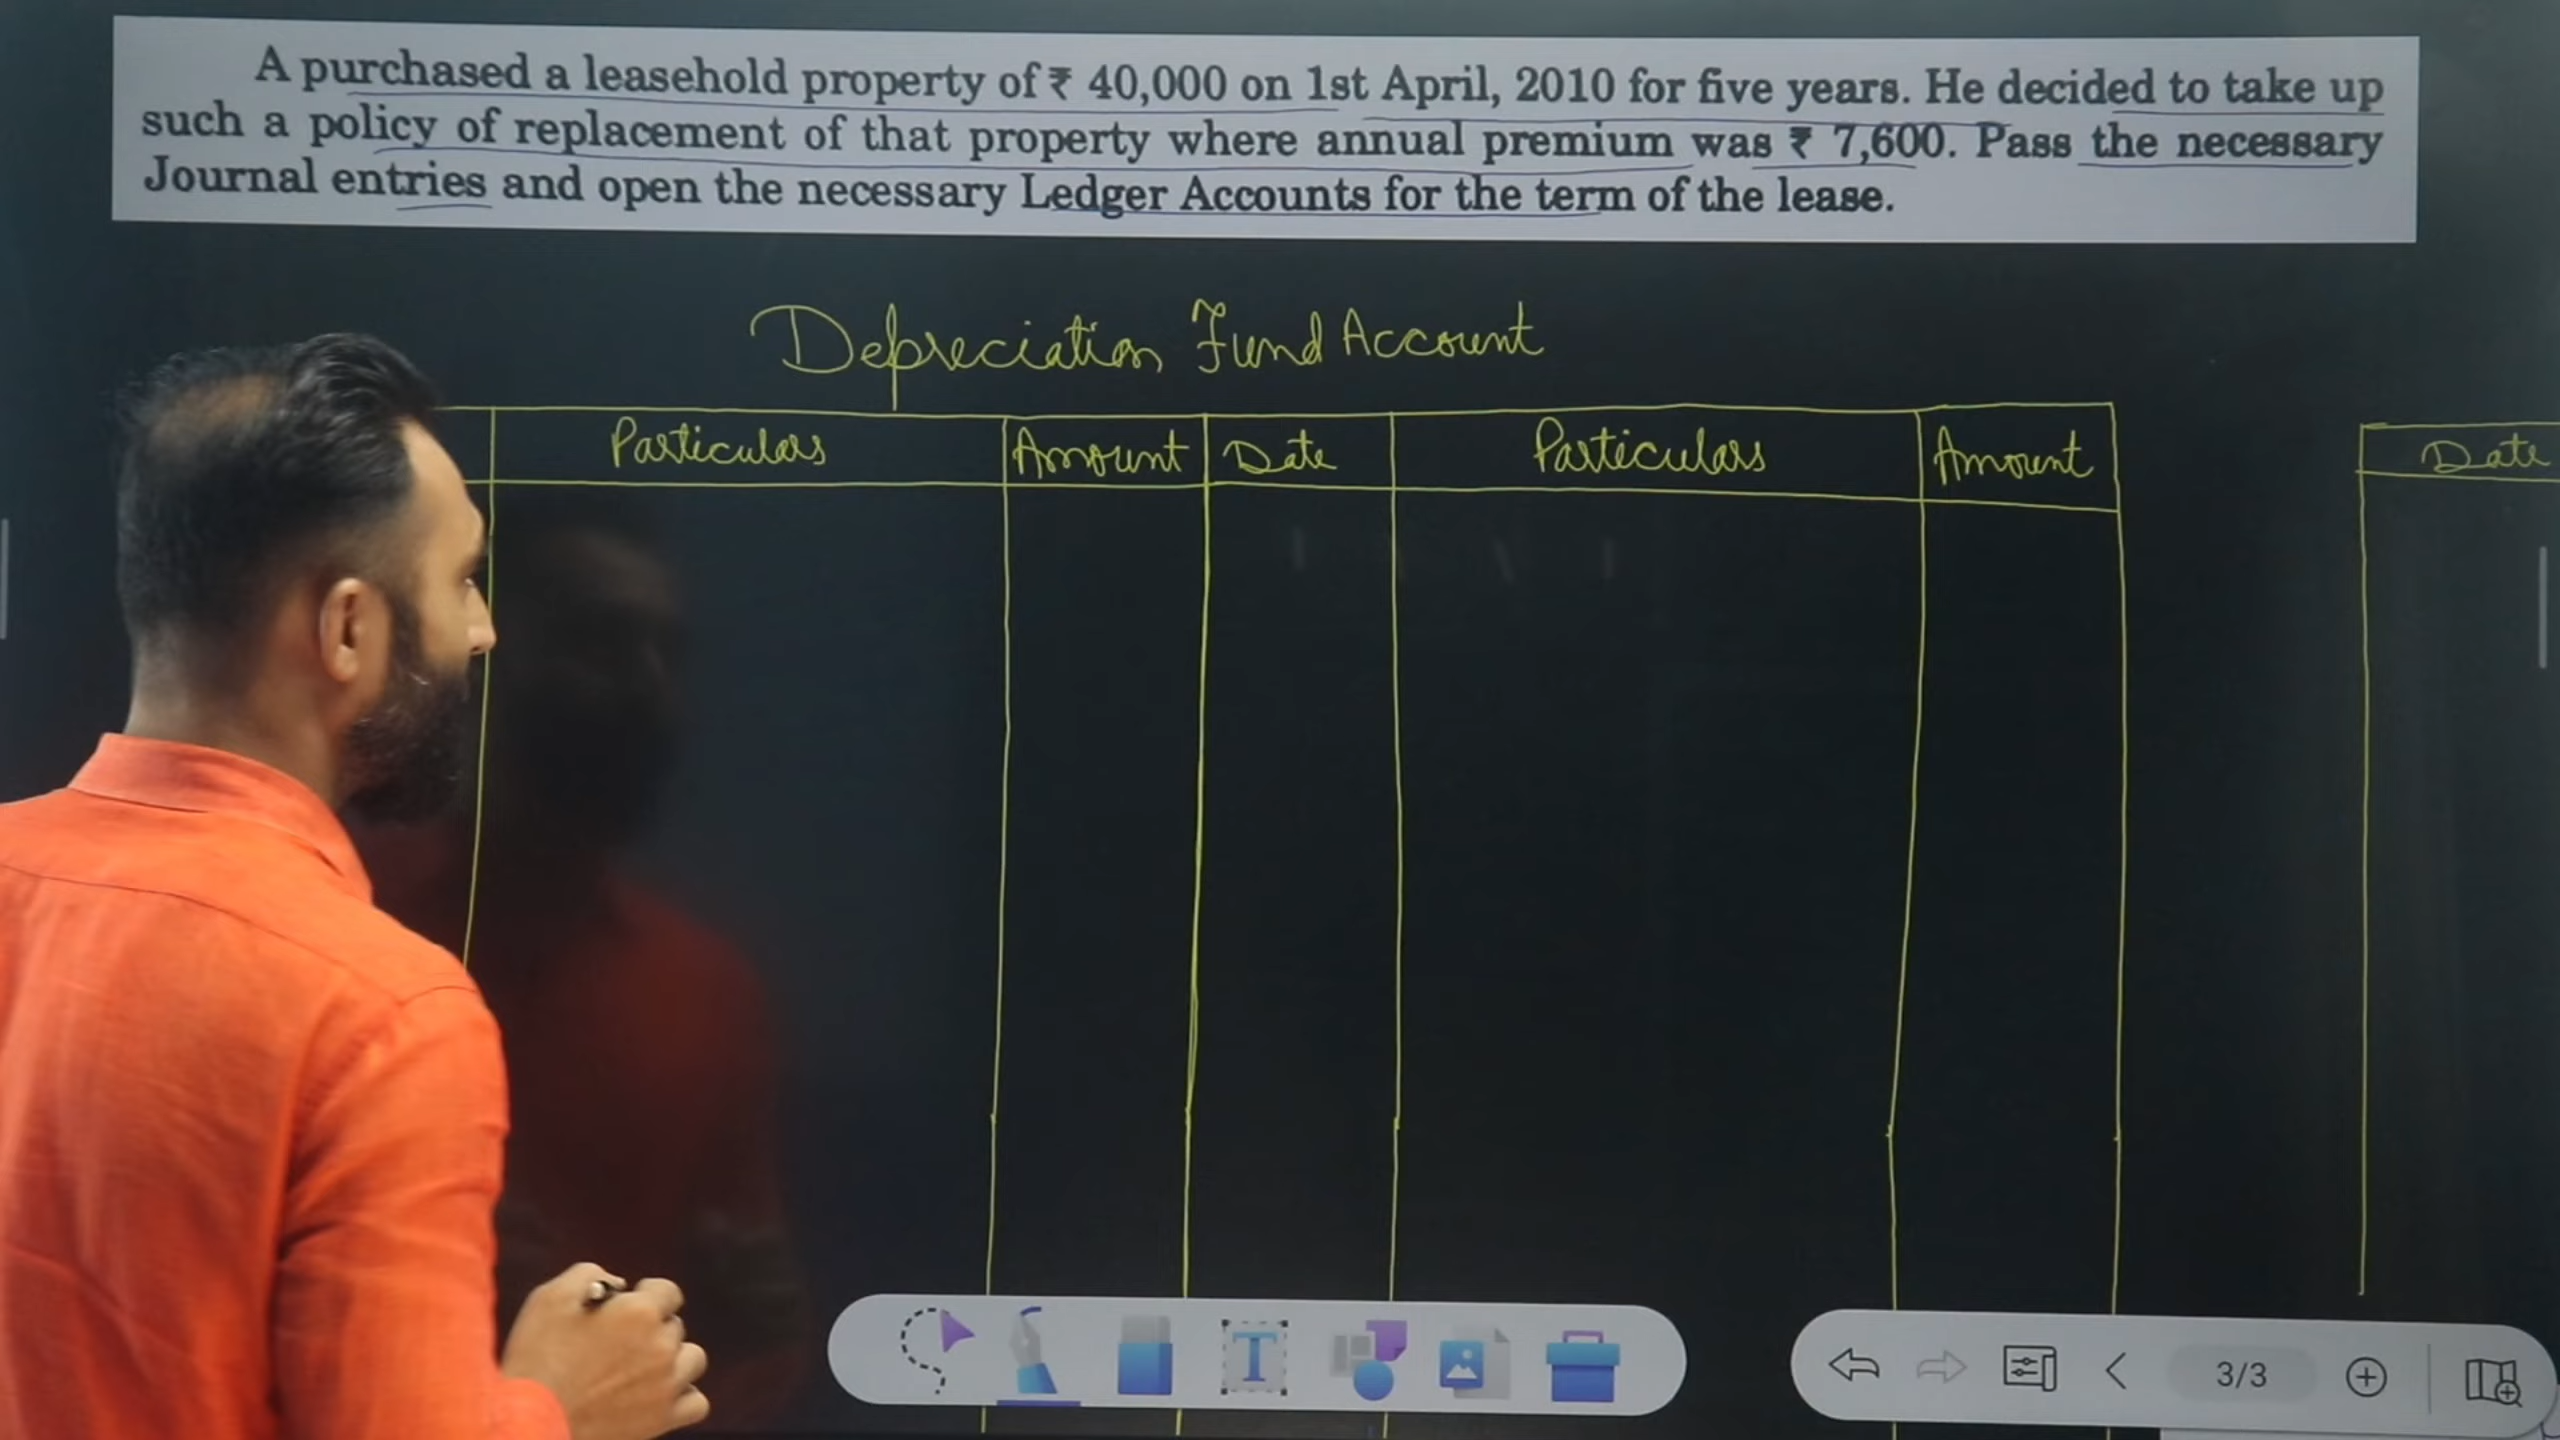 A purchased a leasehold property of ₹ 40,000 on 1st April, 2010 for five years. He decided to take up
such a policy of replacement of that property where annual premium was ₹ 7,600. Pass the necessary
Journal entries and open the necessary Ledger Accounts for the term of the lease.
Depreciation Fund Account
Particulars Amount Date Particulars Amount Date
T
3/3